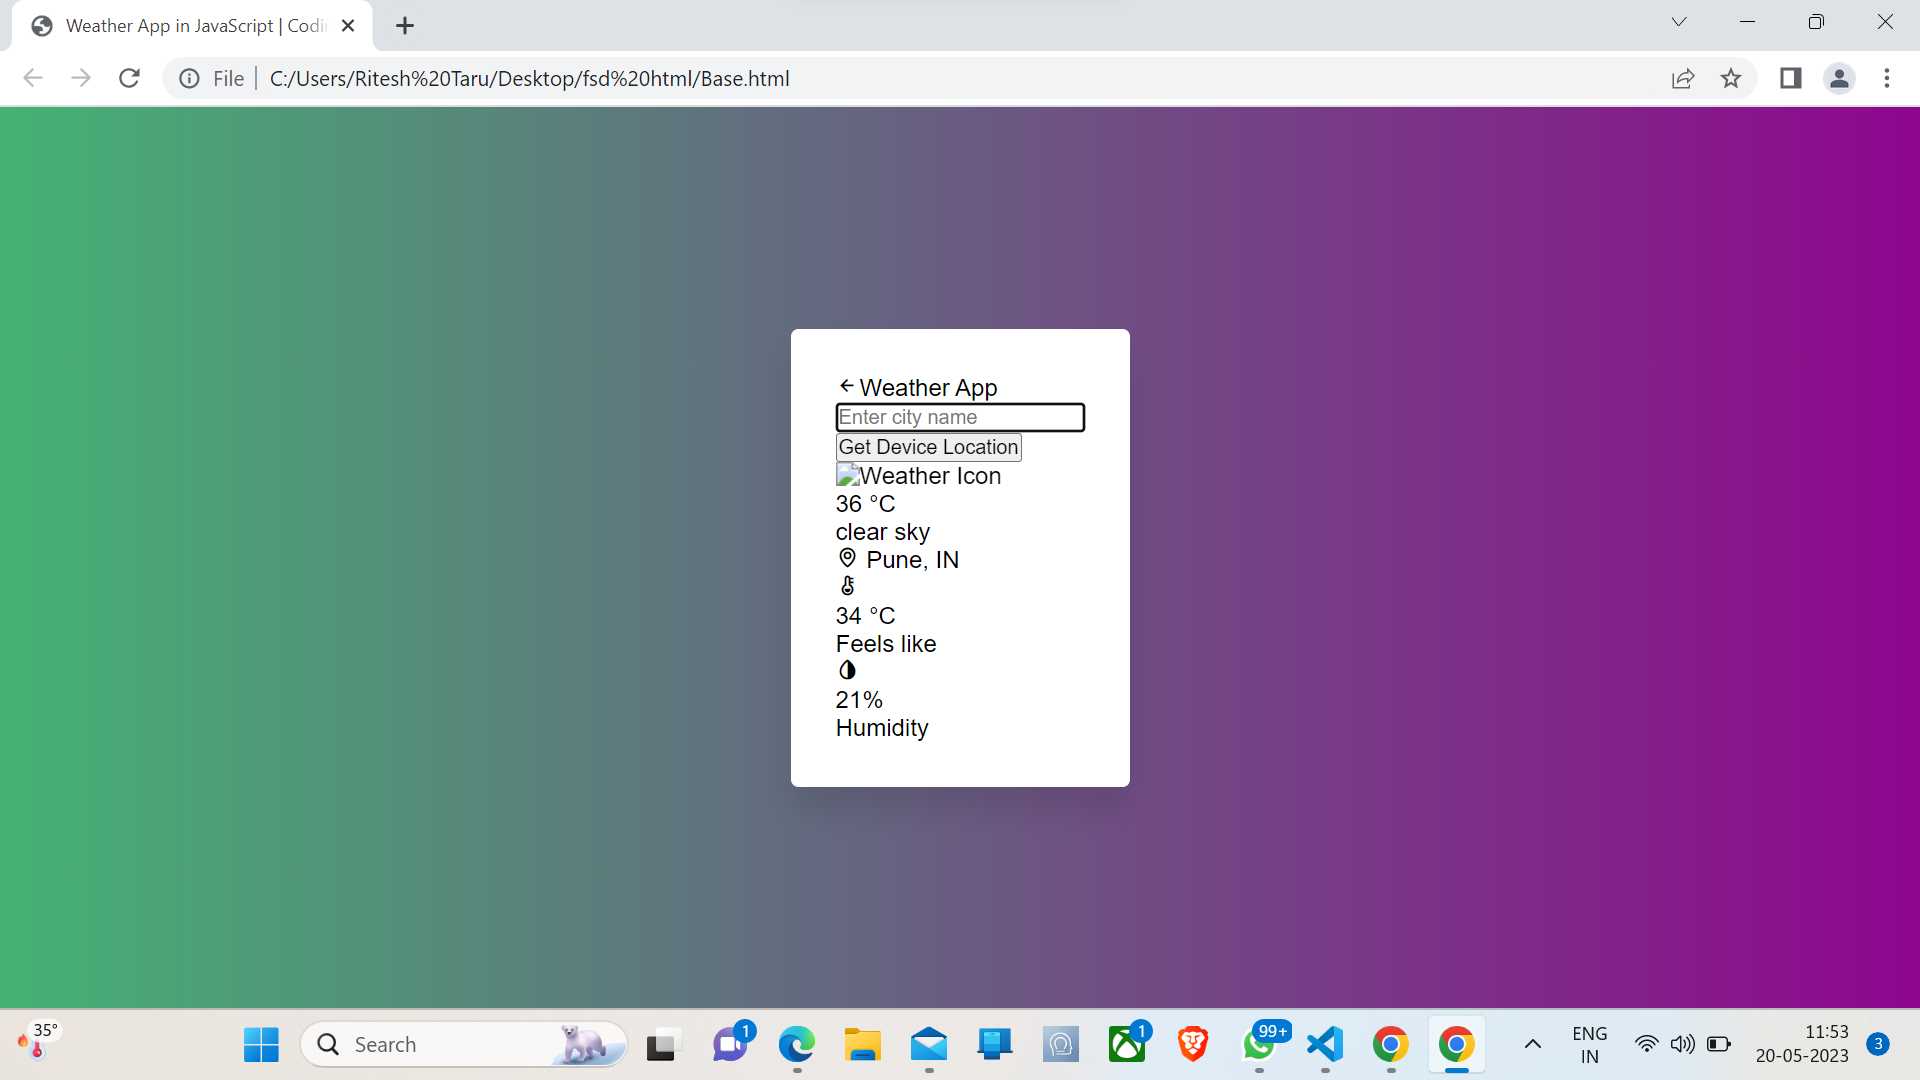 Weather App in JavaScript | Codi
File
C:/Users/Ritesh%20Taru/Desktop/fsd%20html/Base.html
Weather App
Enter city name
Get Device Location
Weather Icon
36 °C
clear sky
Pune, IN
34 °C
Feels like
21%
Humidity
35°
Search
1
1
99+
ENG
IN
11:53
20-05-2023
3